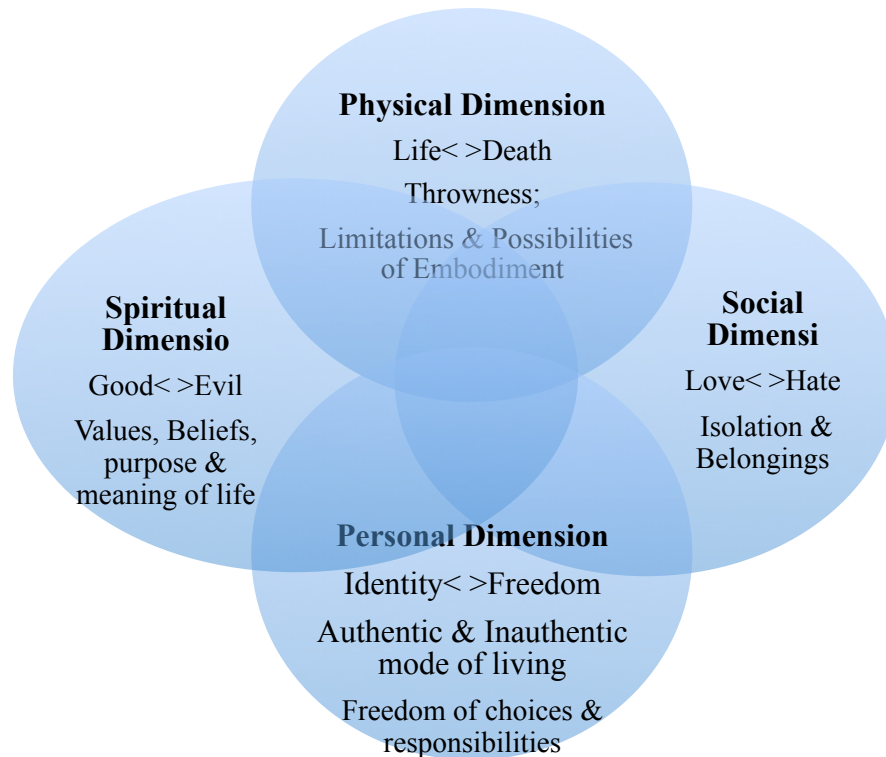 Physical Dimension
Life< >Death
Throwness;
Limitations & Possibilities
of Embodiment
Spiritual
Dimensio
Good< >Evil
Values, Beliefs,
purpose &
meaning of life
Social
Dimensi
Love< >Hate
Isolation &
Belongings
Personal Dimension
Identity< >Freedom
Authentic & Inauthentic
mode of living
Freedom of choices &
responsibilities